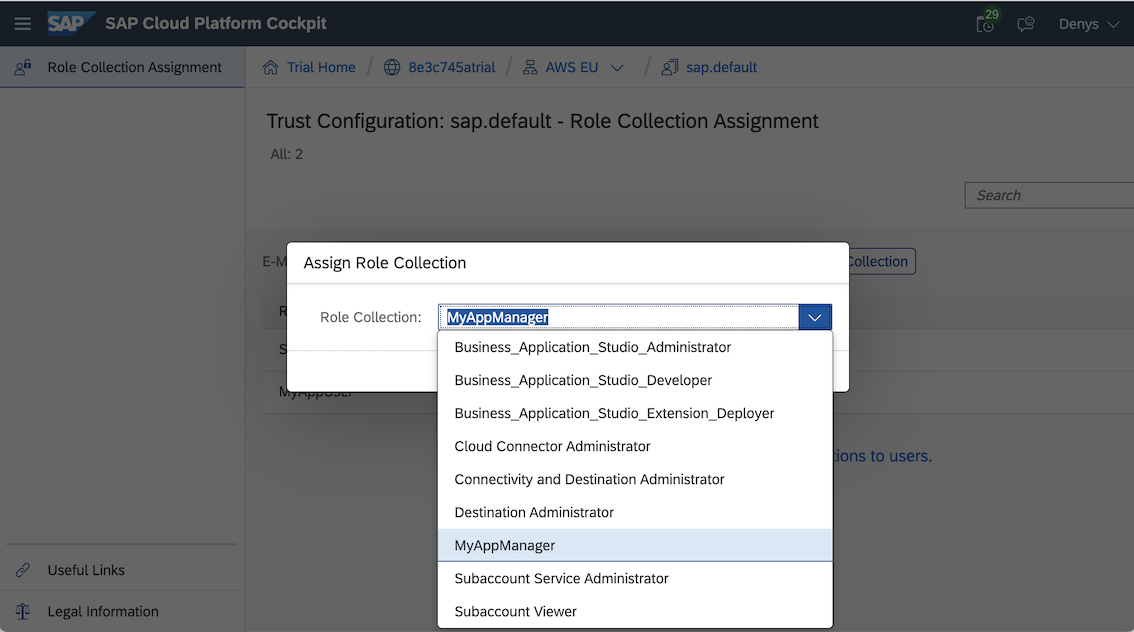 SAP SAP Cloud Platform Cockpit
29
Denys
Role Collection Assignment
Trial Home / 8e3c745atrial / AWS EU / sap.default
Trust Configuration: sap.default - Role Collection Assignment
All: 2
Search
E-M
Collection
Assign Role Collection
R
Role Collection: MyAppManager
S
Business_Application_Studio_Administrator
Business_Application_Studio_Developer
MyAppUser
Business_Application_Studio_Extension_Deployer
Cloud Connector Administrator
tions to users.
Connectivity and Destination Administrator
Destination Administrator
MyAppManager
Subaccount Service Administrator
Subaccount Viewer
Useful Links
Legal Information